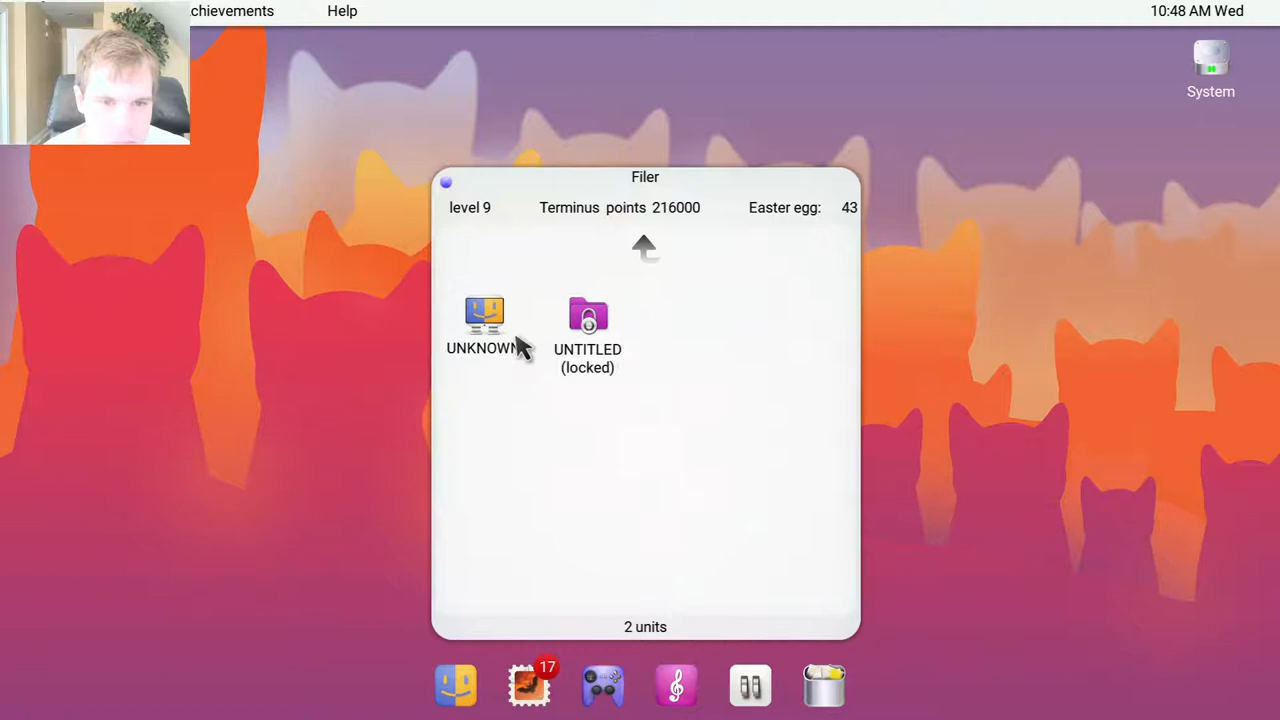 chievements Help 10:48 AM Wed
System
Filer
level 9 Terminus points 216000 Easter egg: 43
UNKNOWN UNTITLED
(locked)
2 units
17